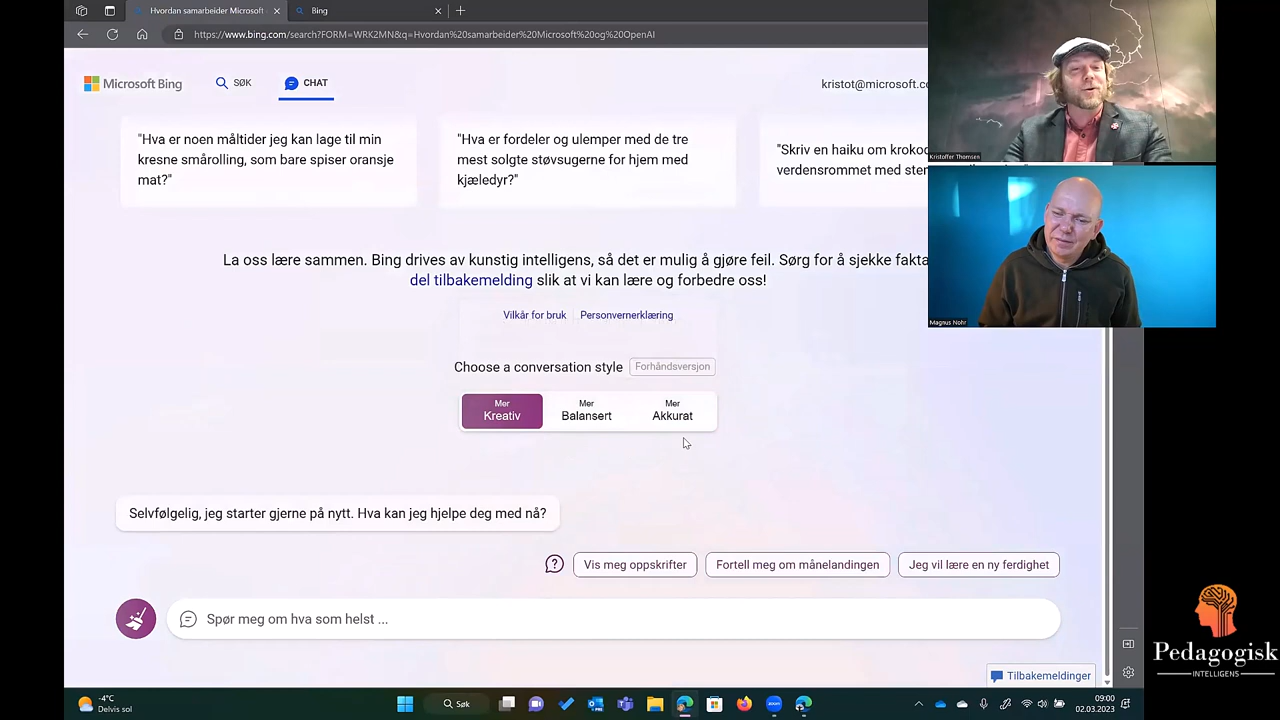 Hvordan samarbeider Microsoft
Bing
https://www.bing.com/search?FORM=WRK2MN&q=Hvordan%20samarbeider%20Microsoft%20og%20OpenAI
Microsoft Bing
SØK
CHAT
kristot@microsoft.co
"Hva er noen måltider jeg kan lage til min
kresne smårolling, som bare spiser oransje
mat?"
"Hva er fordeler og ulemper med de tre
mest solgte støvsugerne for hjem med
kjæledyr?"
"Skriv en haiku om kroko
verdensrommet med ste
Kristoffer Thomsen
Magnus Nohr
La oss lære sammen. Bing drives av kunstig intelligens, så det er mulig å gjøre feil. Sørg for å sjekke fakta
del tilbakemelding slik at vi kan lære og forbedre oss!
Vilkår for bruk
Personvernerklæring
Choose a conversation style
Forhåndsversjon
Mer
Kreativ
Mer
Balansert
Mer
Akkurat
Selvfølgelig, jeg starter gjerne på nytt. Hva kan jeg hjelpe deg med nå?
Vis meg oppskrifter
Fortell meg om månelandingen
Jeg vil lære en ny ferdighet
Spør meg om hva som helst ...
Tilbakemeldinger
Pedagogisk
INTELLIGENS
-4°C
Delvis sol
Søk
zoom
09:00
02.03.2023